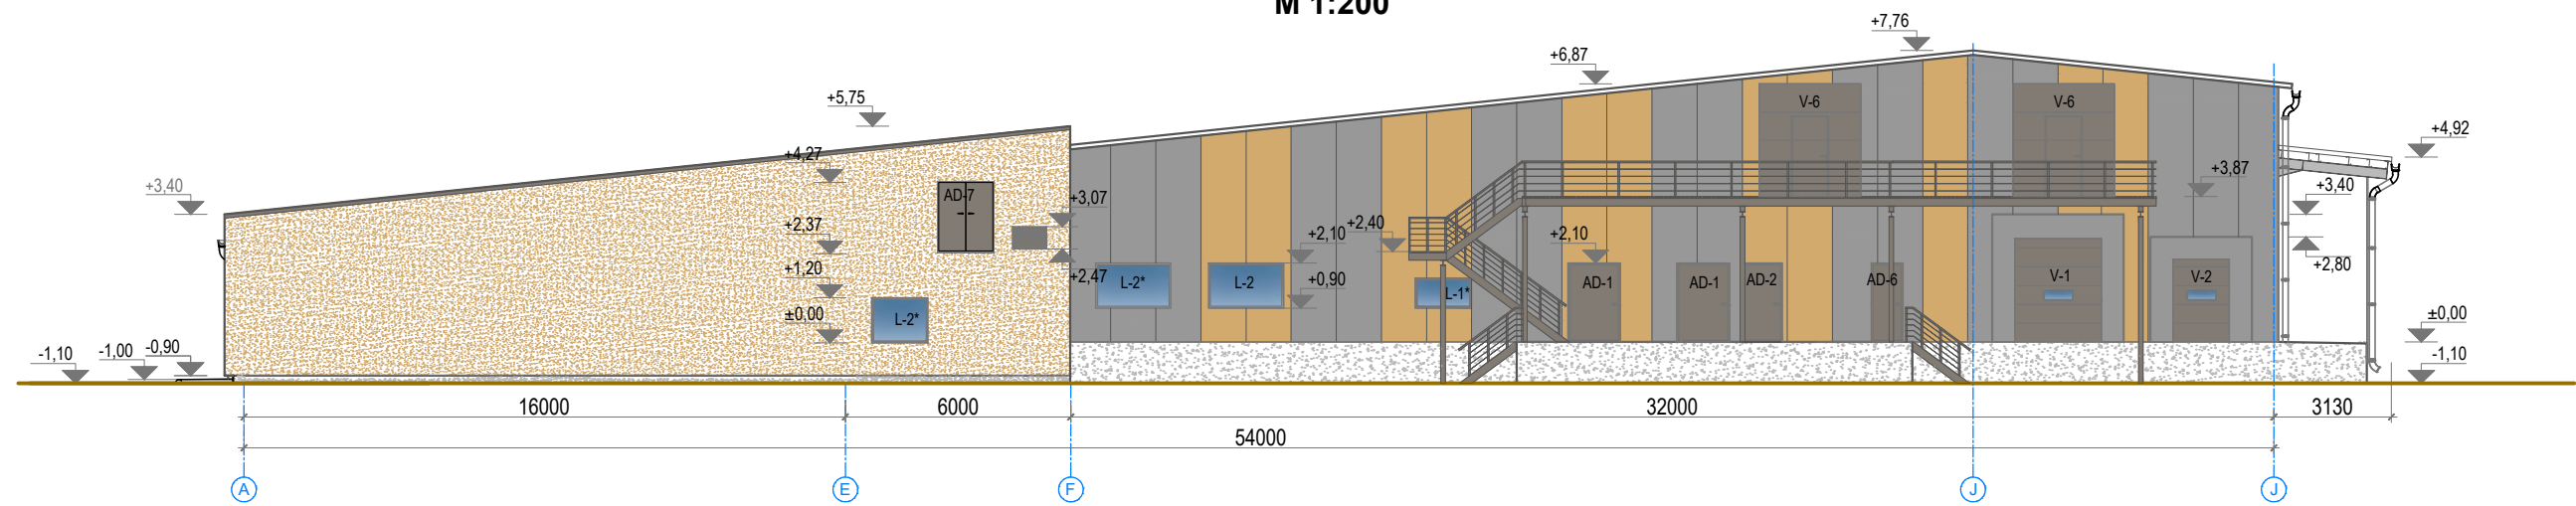 M 1:200
+7,76
+6,87
+5,75
+4,92
+4,27
+3,87
+3,40
+3,40
+3,07
+2,37
+2,10
+2,40
+2,10
+2,80
+2,47
+1,20
+0,90
±0,00
±0,00
-1,10
-1,00
-0,90
-1,10
V-6
V-6
AD-7
L-2*
L-2*
L-2
L-1*
AD-1
AD-1
AD-2
AD-6
V-1
V-2
16000
6000
32000
3130
54000
A
E
F
J
J